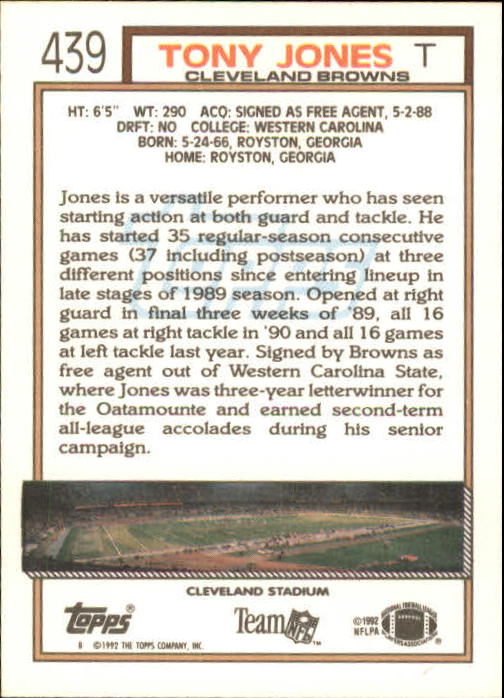 439
TONY JONES T
CLEVELAND BROWNS
HT: 6'5" WT: 290 ACQ: SIGNED AS FREE AGENT, 5-2-88
DRFT: NO COLLEGE: WESTERN CAROLINA
BORN: 5-24-66, ROYSTON, GEORGIA
HOME: ROYSTON, GEORGIA
Jones is a versatile performer who has seen
starting action at both guard and tackle. He
has started 35 regular-season consecutive
games (37 including postseason) at three
different positions since entering lineup in
late stages of 1989 season. Opened at right
guard in final three weeks of '89, all 16
games at right tackle in '90 and all 16 games
at left tackle last year. Signed by Browns as
free agent out of Western Carolina State,
where Jones was three-year letterwinner for
the Oatamounte and earned second-term
all-league accolades during his senior
campaign.
CLEVELAND STADIUM
TOPPS®
B ©1992 THE TOPPS COMPANY, INC.
Team NFL™
©1992
NFLPA
NATIONAL FOOTBALL LEAGUE
PLAYERS ASSOCIATION